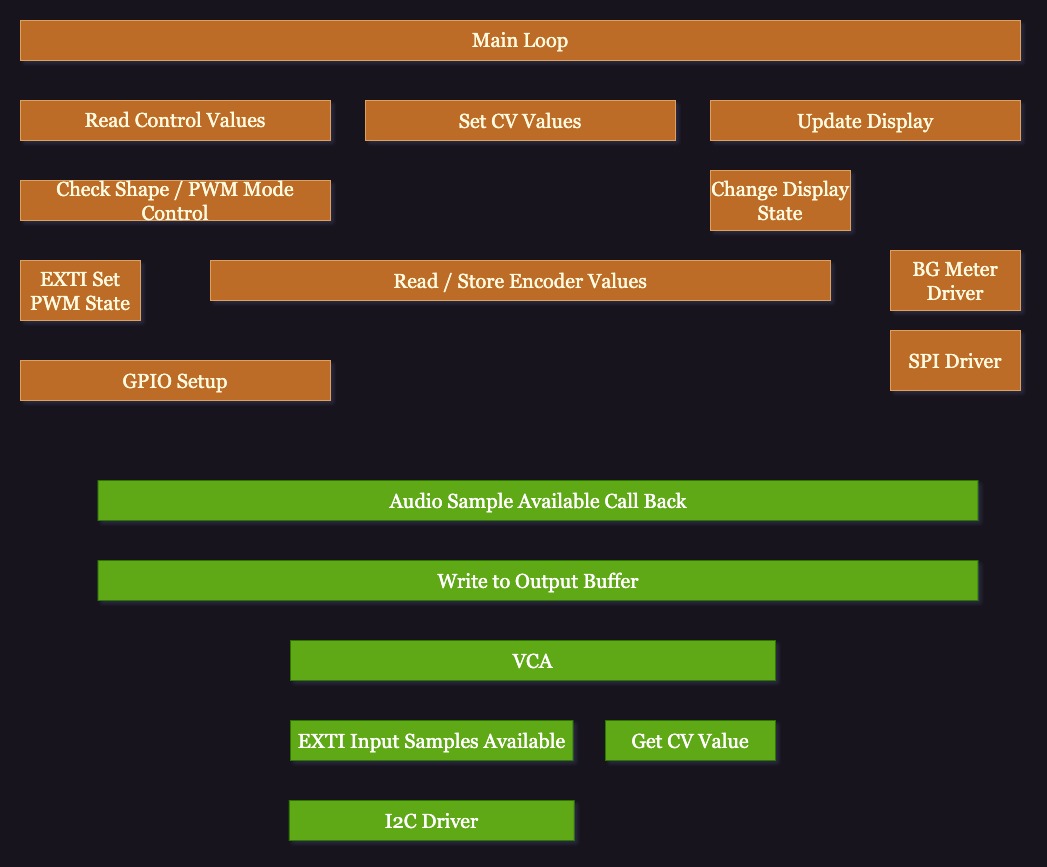 Main Loop
Read Control Values
Set CV Values
Update Display
Check Shape / PWM Mode
Control
Change Display
State
EXTI Set
PWM State
Read / Store Encoder Values
BG Meter
Driver
GPIO Setup
SPI Driver
Audio Sample Available Call Back
Write to Output Buffer
VCA
EXTI Input Samples Available
Get CV Value
I2C Driver